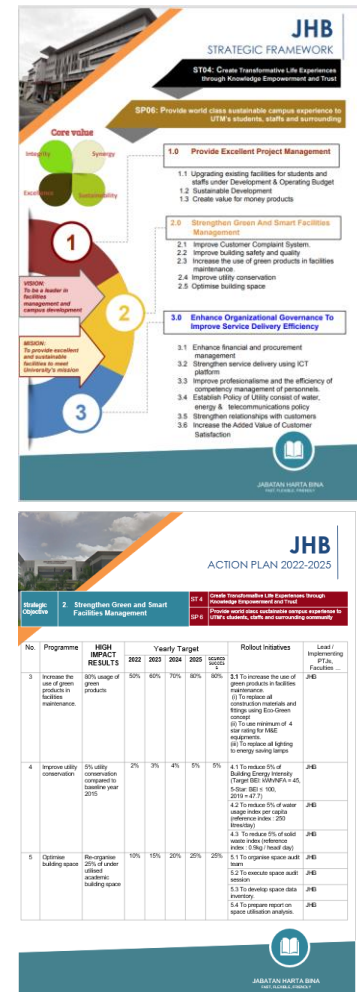 JHB
STRATEGIC FRAMEWORK
ST04: Create Transformative Life Experiences
through Knowledge Empowerment and Trust
SP06: Provide world class sustainable campus experience to
UTM's students, staffs and surrounding
Core value
Integrity
Synergy
Excellence
Sustainability
1
2
3
VISION:
To be a leader in
facilities
management and
campus development
MISION:
To provide excellent
and sustainable
facilities to meet
University's mission
1.0 Provide Excellent Project Management
1.1 Upgrading existing facilities for students and
staffs under Development & Operating Budget
1.2 Sustainable Development
1.3 Create value for money products
2.0 Strengthen Green And Smart Facilities
Management
2.1 Improve Customer Complaint System.
2.2 Improve building safety and quality
2.3 Increase the use of green products in facilities
maintenance.
2.4 Improve utility conservation
2.5 Optimise building space
3.0 Enhance Organizational Governance To
Improve Service Delivery Efficiency
3.1 Enhance financial and procurement
management
3.2 Strengthen service delivery using ICT
platform
3.3 Improve professionalisme and the efficiency of
competency management of personnels.
3.4 Establish Policy of Utility consist of water,
energy & telecommunications policy
3.5 Strengthen relationships with customers
3.6 Increase the Added Value of Customer
Satisfaction
JABATAN HARTA BINA
FAST, FLEXIBLE, FRIENDLY
JHB
ACTION PLAN 2022-2025
Strategic
Objective
2. Strengthen Green and Smart
Facilities Management
ST 4
Create Transformative Life Experiences through
Knowledge Empowerment and Trust
SP 6
Provide world class sustainable campus experience to
UTM's students, staffs and surrounding community
No. Programme HIGH
IMPACT
RESULTS
Yearly Target
2022 2023 2024 2025
Rollout Initiatives
Lead /
Implementing
PTJs,
Faculties ...
3 Increase the
use of green
products in
facilities
maintenance.
80% usage of
green
products
50% 60% 70% 80% 80%
3.1 To increase the use of
green products in facilities
maintenance.
(i) To replace all
construction materials and
fittings using Eco-Green
concept
(ii) To use minimum of 4
star rating for M&E
equipments.
(iii) To replace all lighting
to energy saving lamps
JHB
4 Improve utility
conservation
5% utility
conservation
compared to
baseline year
2015
2% 3% 4% 5% 5%
4.1 To reduce 5% of
Building Energy Intensity
(Target BEI: kWh/NFA = 45,
5-Star: BEI ≤ 100,
2019 = 47.7)
JHB
4.2 To reduce 5% of water
usage index per capita
(reference index : 250
litres/day)
JHB
4.3 To reduce 5% of solid
waste index (reference
index : 0.9kg / head/ day)
JHB
5 Optimise
building space
Re-organise
25% of under
utilised
academic
building space
10% 15% 20% 25% 25%
5.1 To organise space audit
team
JHB
5.2 To execute space audit
session
JHB
5.3 To develop space data
inventory.
JHB
5.4 To prepare report on
space utilisation analysis.
JHB
JABATAN HARTA BINA
FAST, FLEXIBLE, FRIENDLY